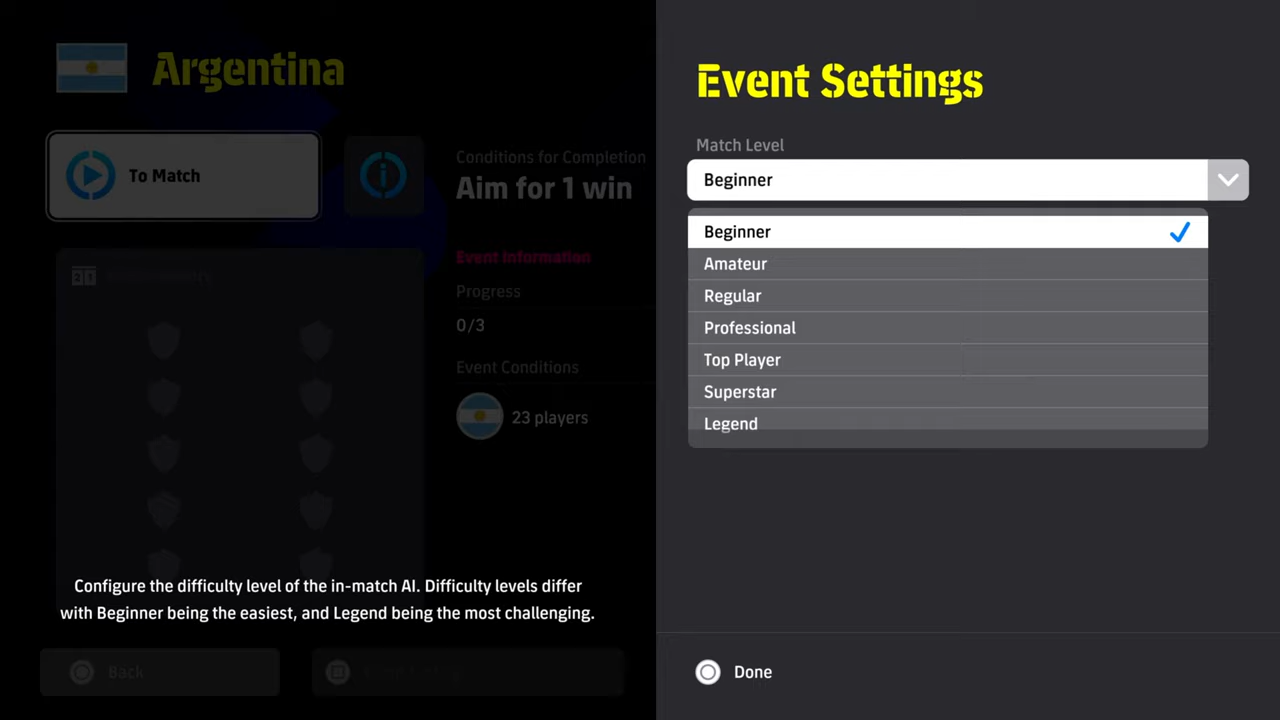 Argentina
To Match
Conditions for Completion
Aim for 1 win
Event Information
Progress
0/3
Event Conditions
23 players
Configure the difficulty level of the in-match AI. Difficulty levels differ
with Beginner being the easiest, and Legend being the most challenging.
Back
Event Settings
Match Level
Beginner
Beginner
Amateur
Regular
Professional
Top Player
Superstar
Legend
Done